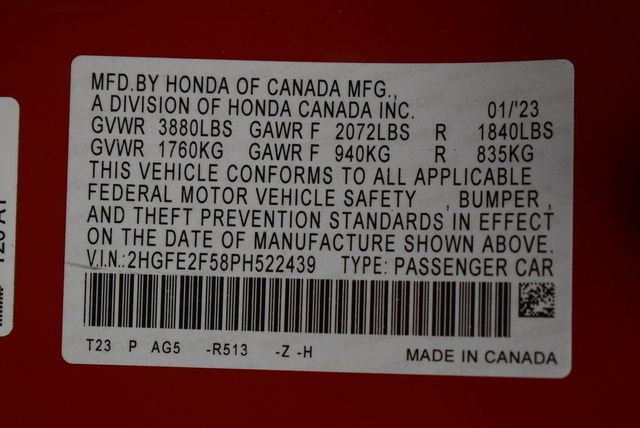 MFD.BY HONDA OF CANADA MFG.,
A DIVISION OF HONDA CANADA INC. 01/'23
GVWR 3880LBS GAWR F 2072LBS R 1840LBS
GVWR 1760KG GAWR F 940KG R 835KG
THIS VEHICLE CONFORMS TO ALL APPLICABLE
FEDERAL MOTOR VEHICLE SAFETY , BUMPER ,
AND THEFT PREVENTION STANDARDS IN EFFECT
ON THE DATE OF MANUFACTURE SHOWN ABOVE.
V.I.N.:2HGFE2F58PH522439 TYPE: PASSENGER CAR
T23 P AG5 -R513 -Z -H MADE IN CANADA